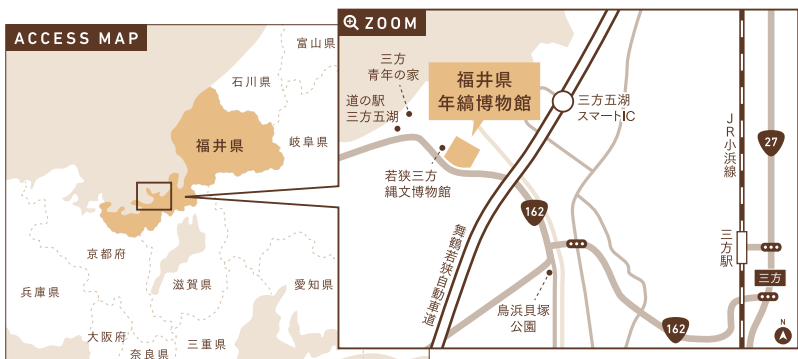 ACCESS MAP
富山県
石川県
福井県
岐阜県
京都府
滋賀県
愛知県
兵庫県
大阪府
奈良県
三重県
ZOOM
三方
青年の家
道の駅
三方五湖
福井県
年縞博物館
三方五湖
スマートIC
若狭三方
縄文博物館
162
舞鶴若狭自動車道
鳥浜貝塚
公園
JR小浜線
27
三方駅
三方
162
N